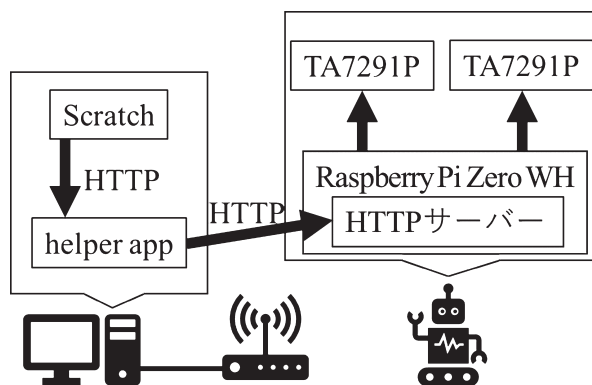 Scratch
HTTP
helper app
HTTP
TA7291P
TA7291P
Raspberry Pi Zero WH
HTTPサーバー